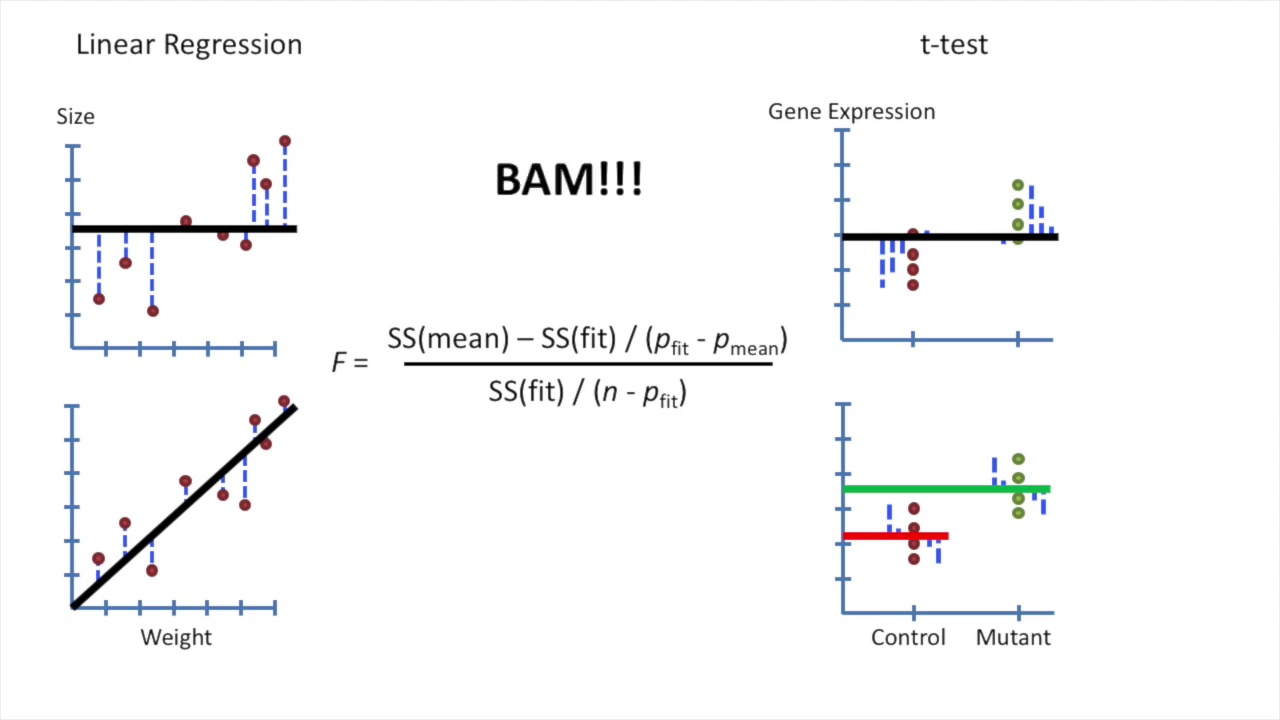 Linear Regression
t-test
Size
Gene Expression
BAM!!!
F =
SS(mean) – SS(fit) / (pfit - pmean)
SS(fit) / (n - pfit)
Weight
Control
Mutant